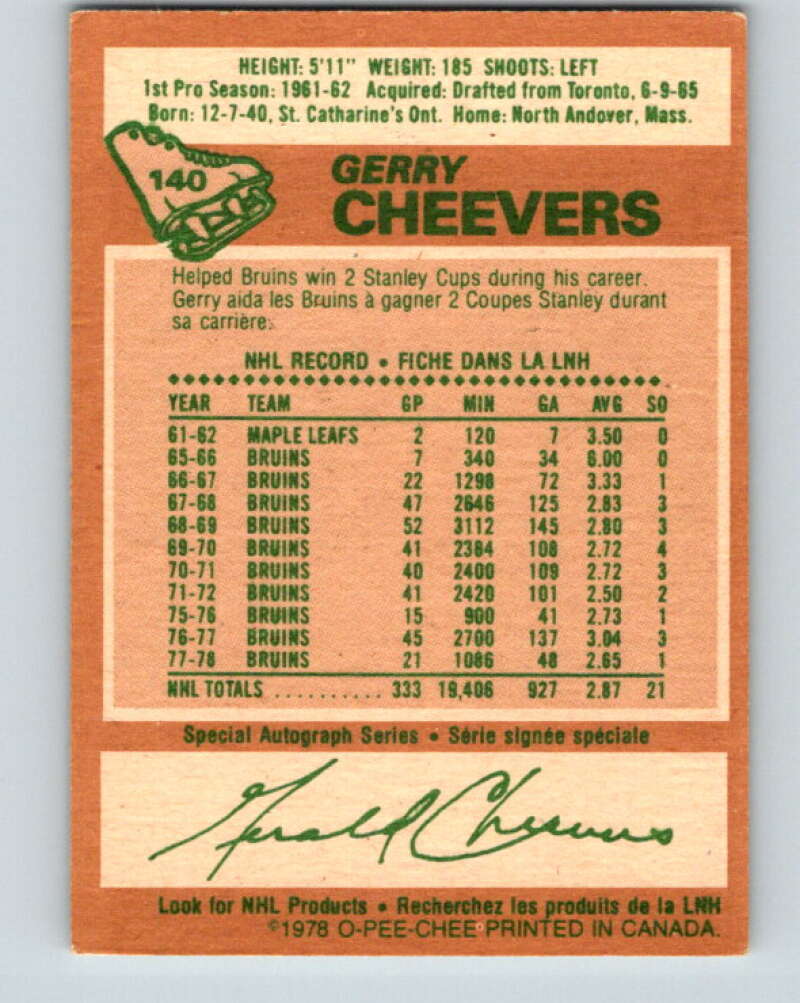 HEIGHT: 5'11" WEIGHT: 185 SHOOTS: LEFT
1st Pro Season: 1961-62 Acquired: Drafted from Toronto, 6-9-65
Born: 12-7-40, St. Catharine's Ont. Home: North Andover, Mass.
140
GERRY
CHEEVERS
Helped Bruins win 2 Stanley Cups during his career.
Gerry aida les Bruins à gagner 2 Coupes Stanley durant
sa carrière.
NHL RECORD • FICHE DANS LA LNH
YEAR TEAM GP MIN GA AVG SO
61-62 MAPLE LEAFS 2 120 7 3.50 0
65-66 BRUINS 7 340 34 6.00 0
66-67 BRUINS 22 1298 72 3.33 1
67-68 BRUINS 47 2646 125 2.83 3
68-69 BRUINS 52 3112 145 2.80 3
69-70 BRUINS 41 2384 108 2.72 4
70-71 BRUINS 40 2400 109 2.72 3
71-72 BRUINS 41 2420 101 2.50 2
75-76 BRUINS 15 900 41 2.73 1
76-77 BRUINS 45 2700 137 3.04 3
77-78 BRUINS 21 1086 48 2.65 1
NHL TOTALS .......... 333 19,406 927 2.87 21
Special Autograph Series • Série signée spéciale
Gerald Cheevers
Look for NHL Products • Recherchez les produits de la LNH
©1978 O-PEE-CHEE PRINTED IN CANADA.